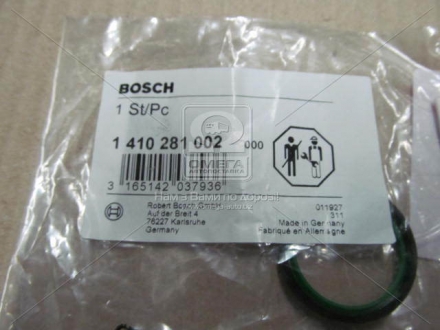 BOSCH
1 St/Pc
1 410 281 002 000
3 165142 037936
Robert Bosch GmbH
Auf der Breit 4
76227 Karlsruhe
Germany
011927
311
Made in Germany
Fabriqué en Allemagne
ОМЕГА